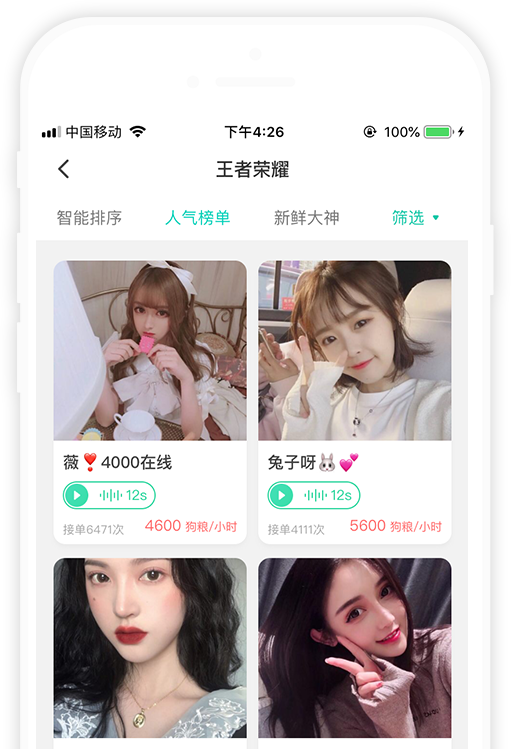 中国移动 下午4:26 100%
王者荣耀
智能排序 人气榜单 新鲜大神 筛选
薇❣️4000在线
12s
接单6471次 4600 狗粮/小时
兔子呀🐰💕
12s
接单4111次 5600 狗粮/小时